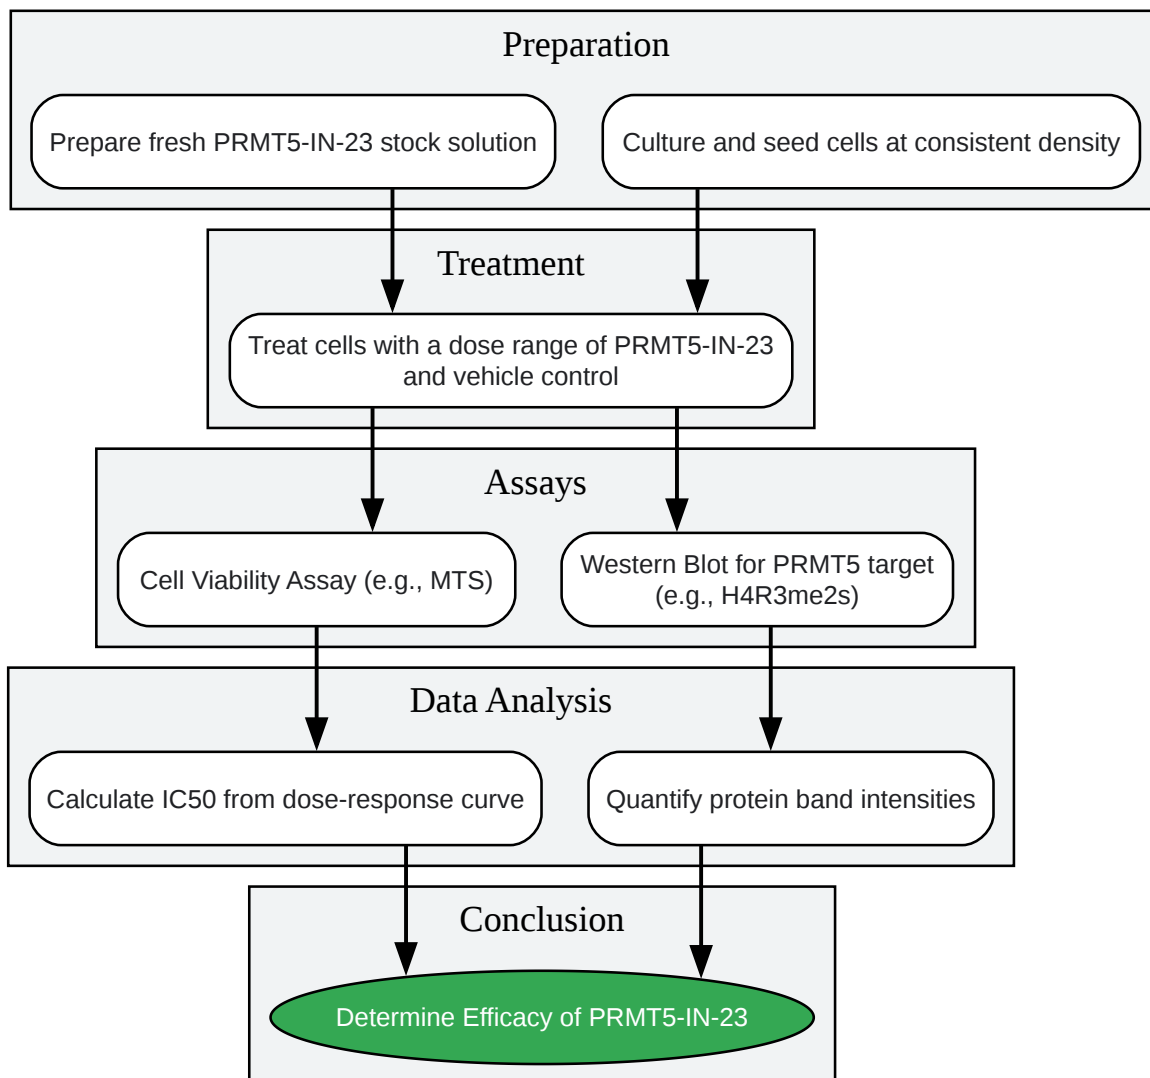 Preparation
Prepare fresh PRMT5-IN-23 stock solution
Culture and seed cells at consistent density
Treatment
Treat cells with a dose range of PRMT5-IN-23
and vehicle control
Assays
Cell Viability Assay (e.g., MTS)
Western Blot for PRMT5 target
(e.g., H4R3me2s)
Data Analysis
Calculate IC50 from dose-response curve
Quantify protein band intensities
Conclusion
Determine Efficacy of PRMT5-IN-23